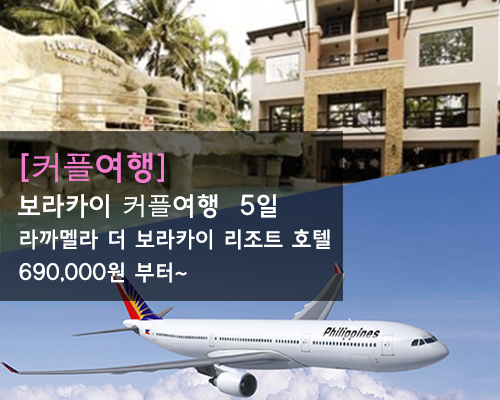 [커플여행]
보라카이 커플여행 5일
라까멜라 더 보라카이 리조트 호텔
690,000원 부터~
Philippines